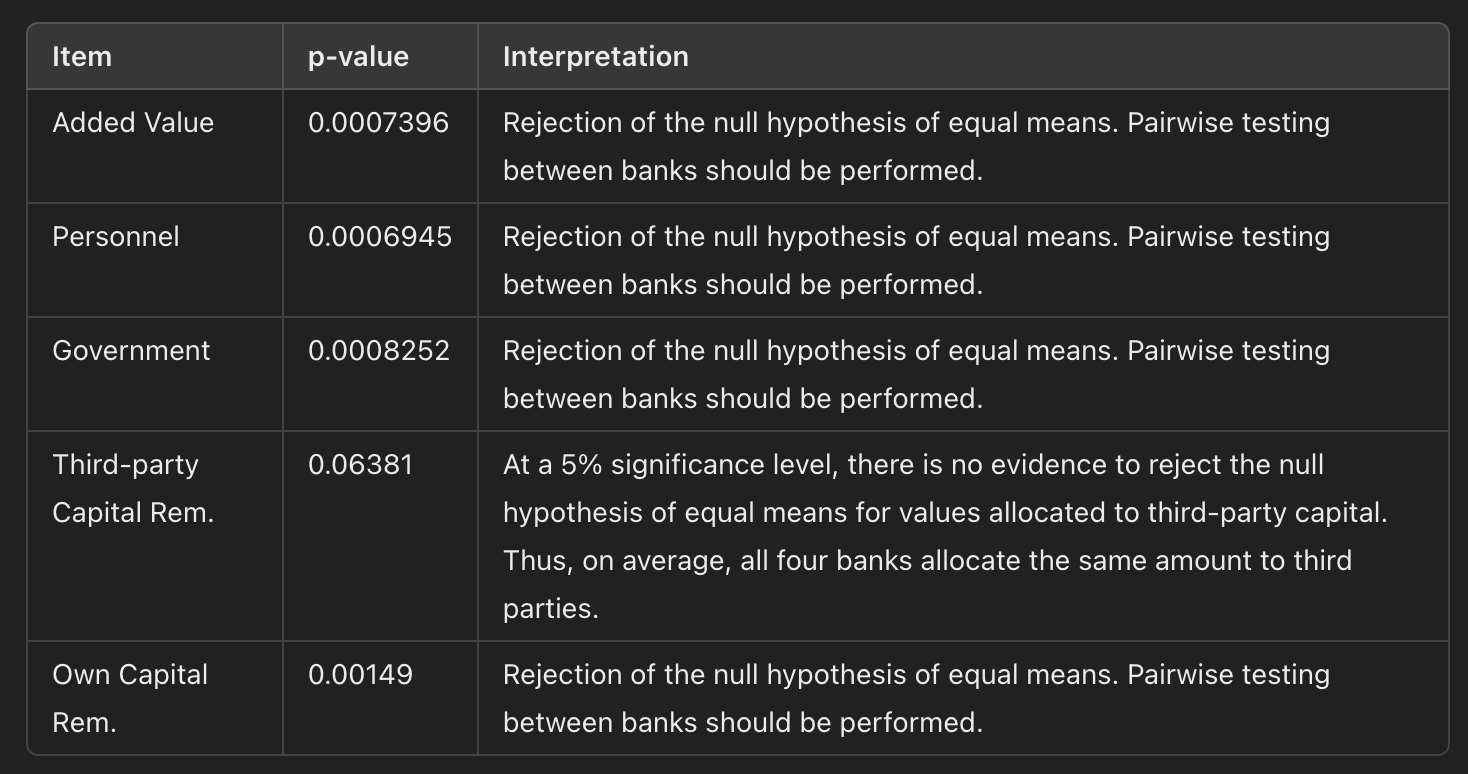 Item p-value Interpretation
Added Value 0.0007396 Rejection of the null hypothesis of equal means. Pairwise testing
between banks should be performed.
Personnel 0.0006945 Rejection of the null hypothesis of equal means. Pairwise testing
between banks should be performed.
Government 0.0008252 Rejection of the null hypothesis of equal means. Pairwise testing
between banks should be performed.
Third-party 0.06381 At a 5% significance level, there is no evidence to reject the null
Capital Rem. hypothesis of equal means for values allocated to third-party capital.
Thus, on average, all four banks allocate the same amount to third
parties.
Own Capital 0.00149 Rejection of the null hypothesis of equal means. Pairwise testing
Rem. between banks should be performed.